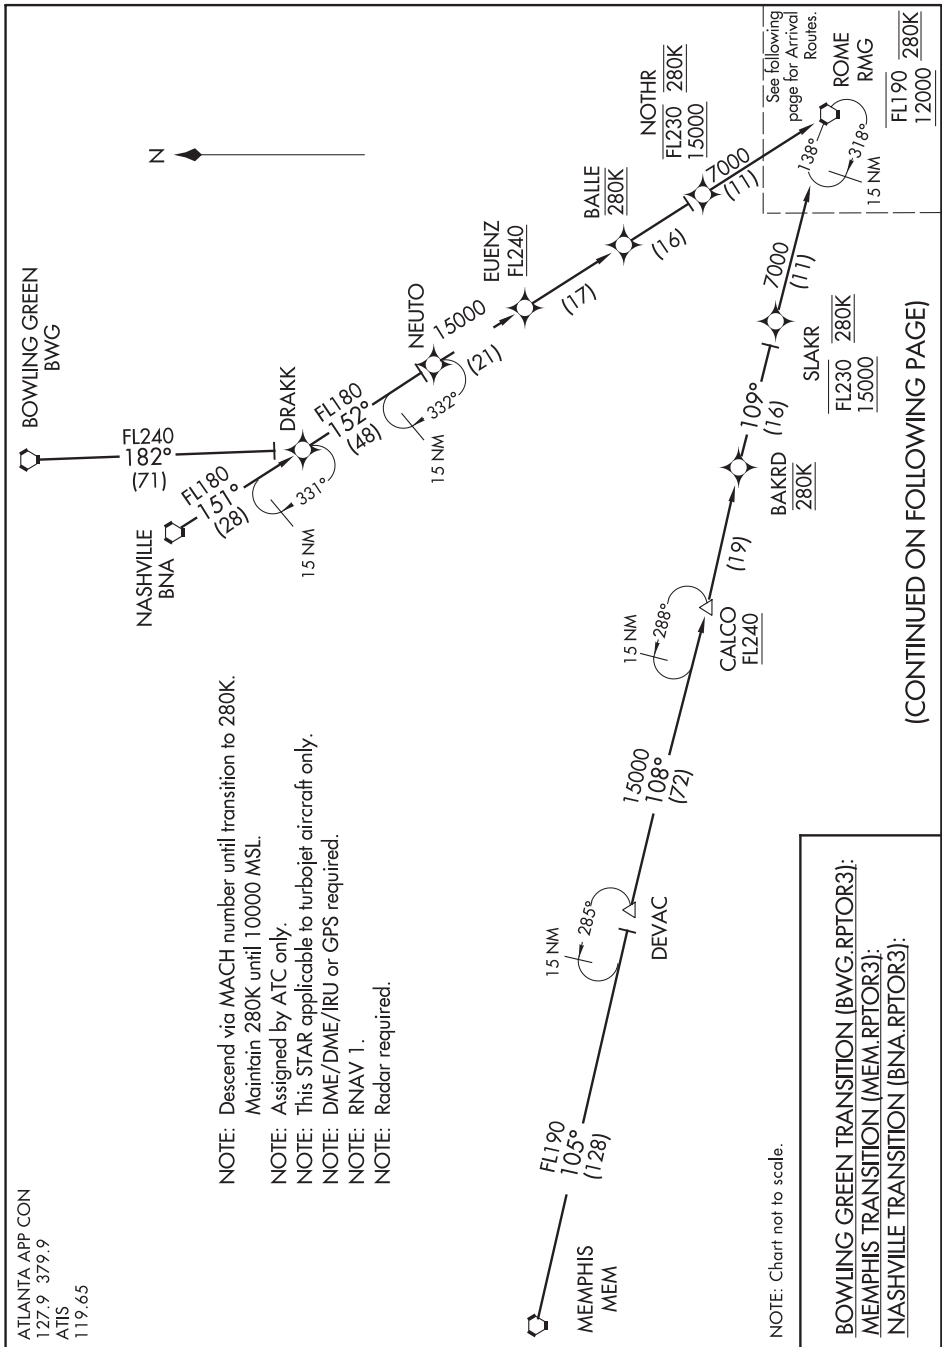 ATLANTA APP CON
127.9 379.9
ATIS
119.65
NOTE: Descend via MACH number until transition to 280K.
Maintain 280K until 10000 MSL.
NOTE: Assigned by ATC only.
NOTE: This STAR applicable to turbojet aircraft only.
NOTE: DME/DME/IRU or GPS required.
NOTE: RNAV 1.
NOTE: Radar required.
NASHVILLE
BNA
BOWLING GREEN
BWG
N
FL240
182°
(71)
FL180
151°
(28)
DRAKK
331°
15 NM
FL180
152°
(48)
NEUTO
332°
15 NM
15000
(21)
EUENZ
FL240
(17)
BALLE
280K
(16)
NOTHR
FL230 280K
15000
7000
(11)
See following
page for Arrival
Routes.
ROME
RMG
FL190 280K
12000
138°
318°
15 NM
MEMPHIS
MEM
FL190
105°
(128)
15 NM
285°
DEVAC
15000
108°
(72)
15 NM
288°
CALCO
FL240
(19)
BAKRD
280K
109°
(16)
SLAKR
FL230 280K
15000
7000
(11)
(CONTINUED ON FOLLOWING PAGE)
NOTE: Chart not to scale.
BOWLING GREEN TRANSITION (BWG.RPTOR3):
MEMPHIS TRANSITION (MEM.RPTOR3):
NASHVILLE TRANSITION (BNA.RPTOR3):